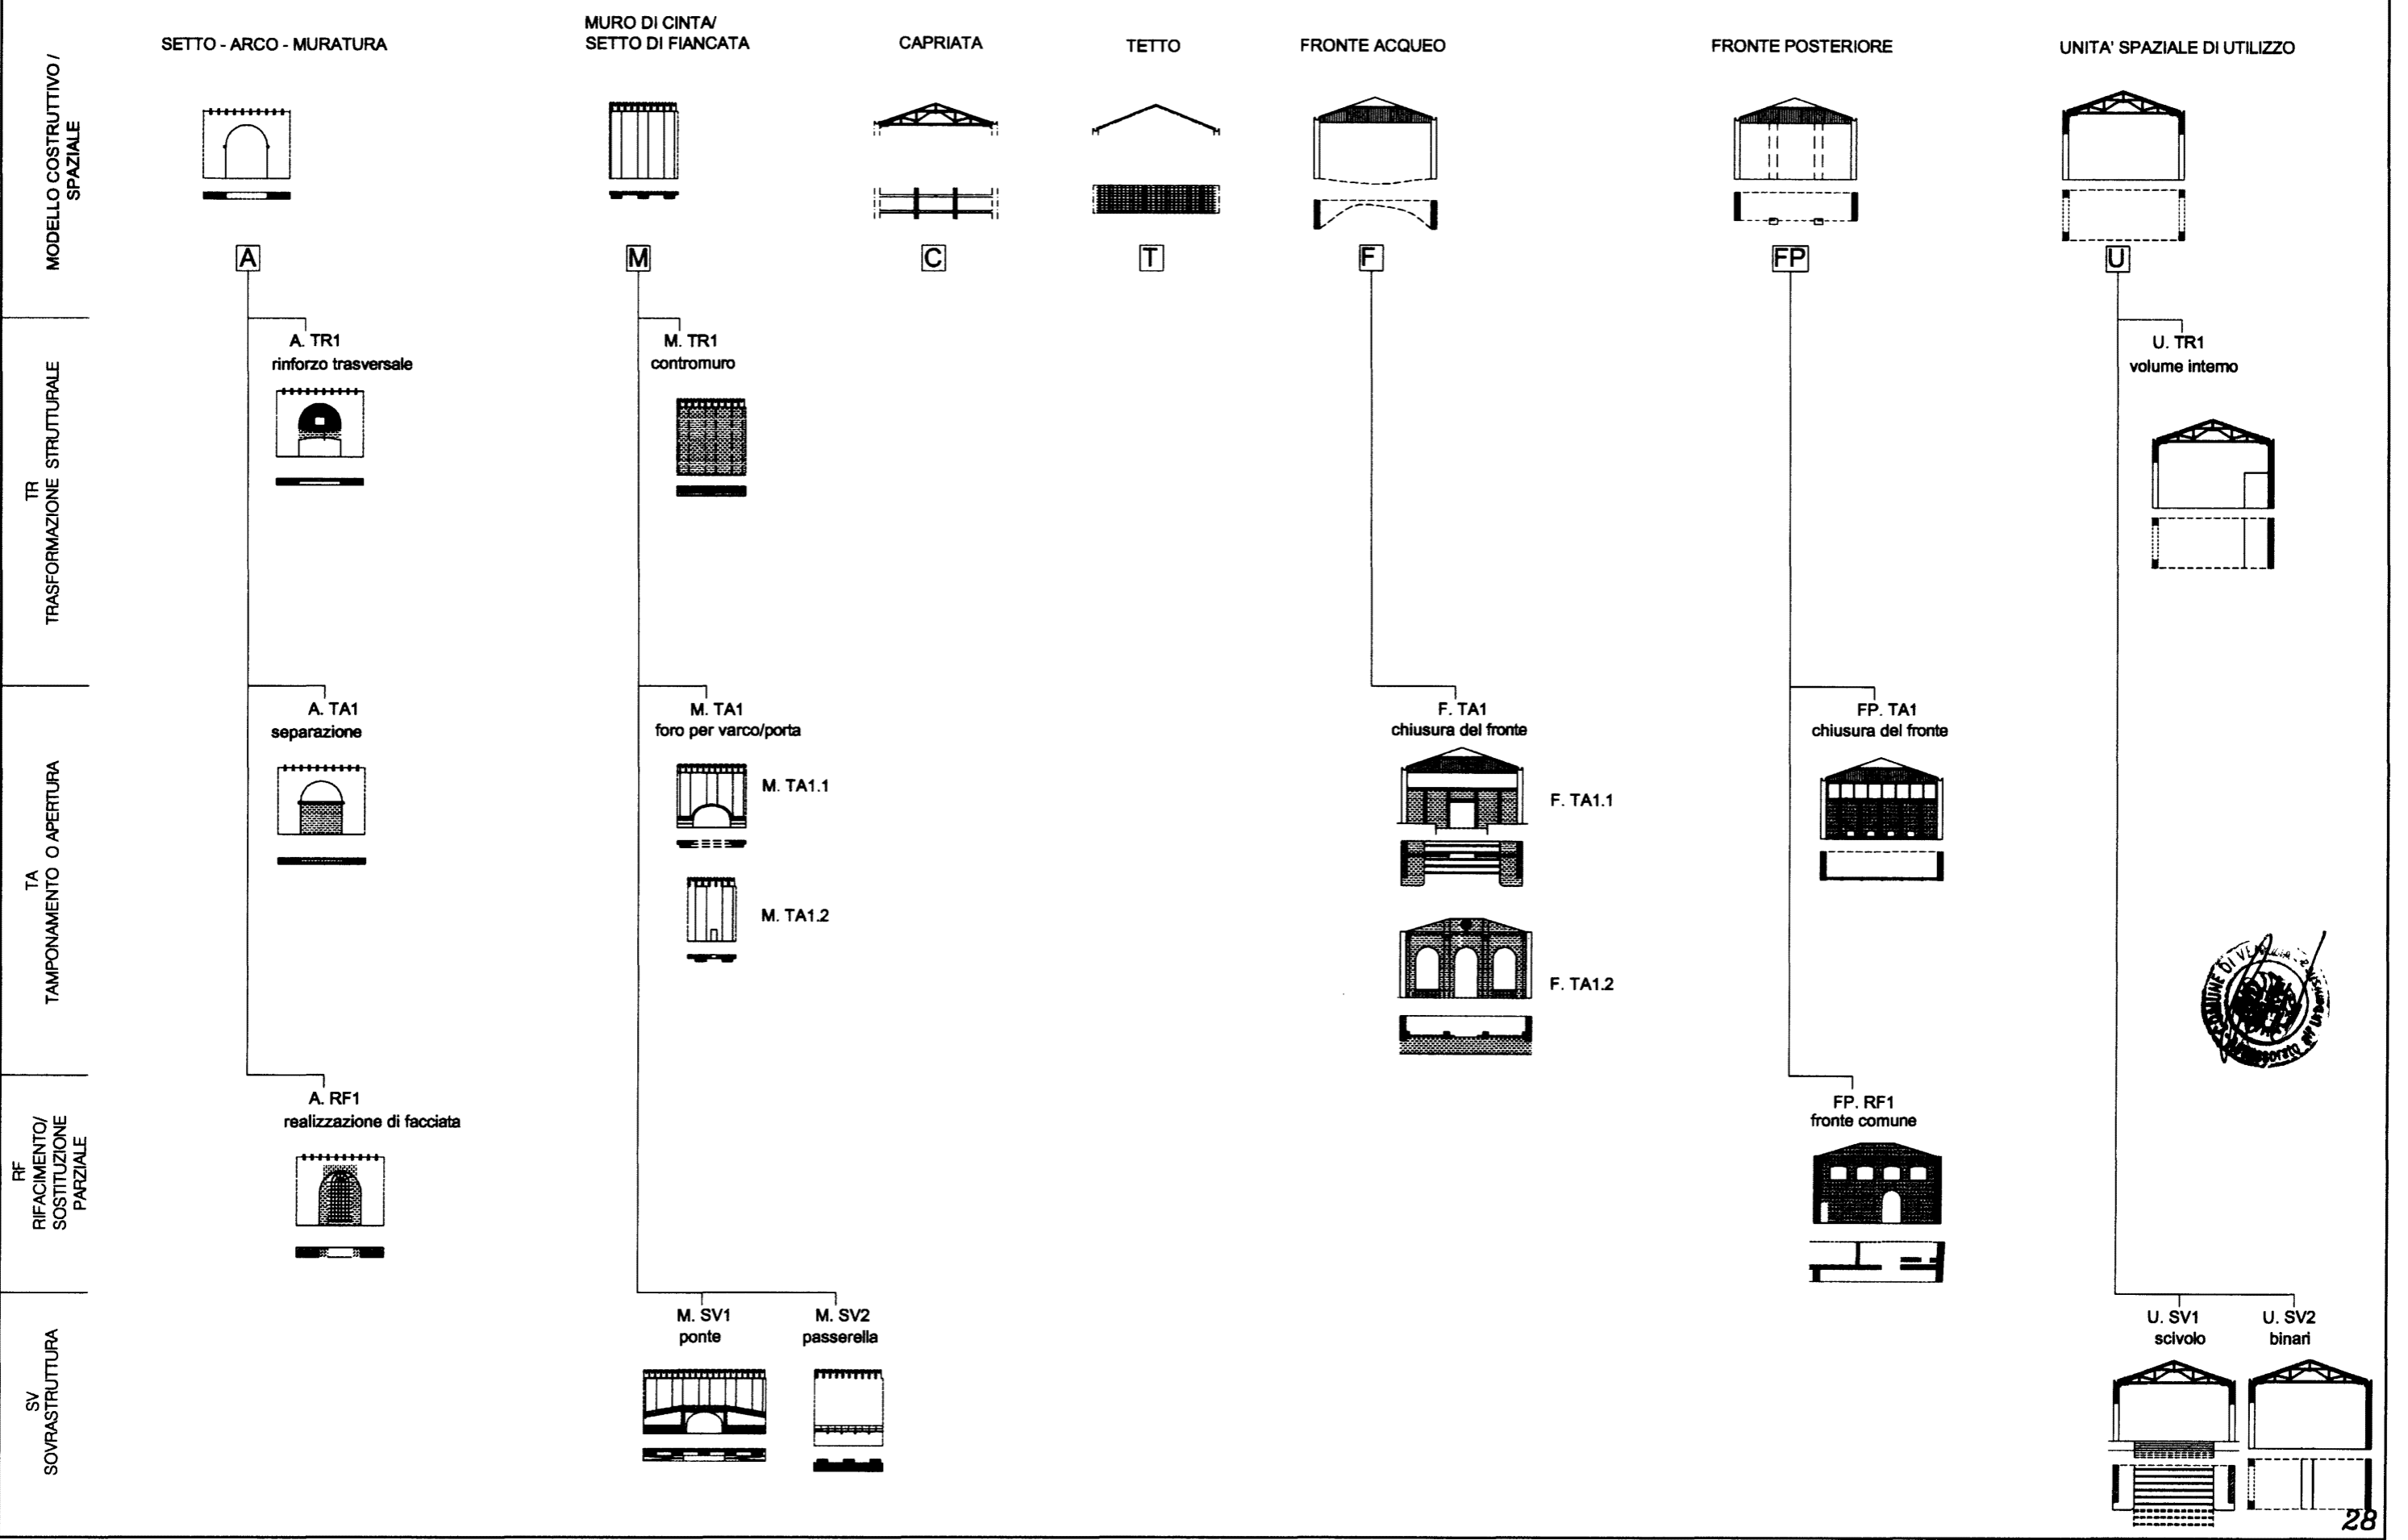 SETTO - ARCO - MURATURA
MURO DI CINTA/
SETTO DI FIANCATA
CAPRIATA
TETTO
FRONTE ACQUEO
FRONTE POSTERIORE
UNITA' SPAZIALE DI UTILIZZO
MODELLO COSTRUTTIVO /
SPAZIALE
A
M
C
T
F
FP
U
TR
TRASFORMAZIONE STRUTTURALE
A. TR1
rinforzo trasversale
M. TR1
contromuro
U. TR1
volume interno
TA
TAMPONAMENTO O APERTURA
A. TA1
separazione
M. TA1
foro per varco/porta
M. TA1.1
M. TA1.2
F. TA1
chiusura del fronte
F. TA1.1
F. TA1.2
FP. TA1
chiusura del fronte
COMUNE DI VENEZIA
RF
RIFACIMENTO/
SOSTITUZIONE
PARZIALE
A. RF1
realizzazione di facciata
FP. RF1
fronte comune
SV
SOVRASTRUTTURA
M. SV1
ponte
M. SV2
passerella
U. SV1
scivolo
U. SV2
binari
28